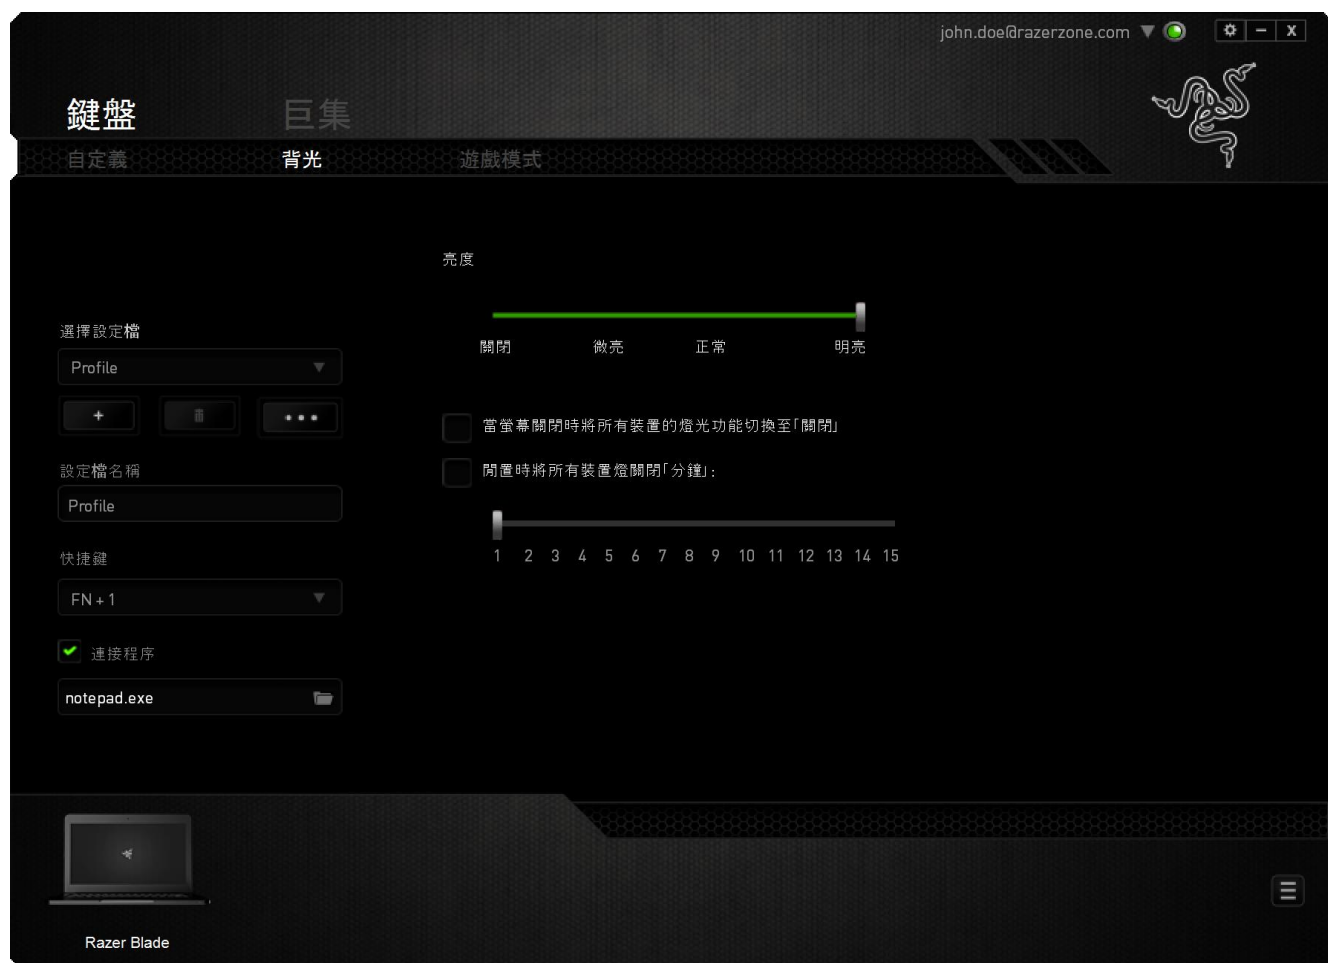 john.doe@razerzone.com
鍵盤
巨集
自定義
背光
遊戲模式
亮度
關閉
微亮
正常
明亮
選擇設定檔
Profile
設定檔名稱
Profile
快捷鍵
FN + 1
連接程序
notepad.exe
當螢幕關閉時將所有裝置的燈光功能切換至「關閉」
閒置時將所有裝置燈關閉「分鐘」:
1 2 3 4 5 6 7 8 9 10 11 12 13 14 15
Razer Blade